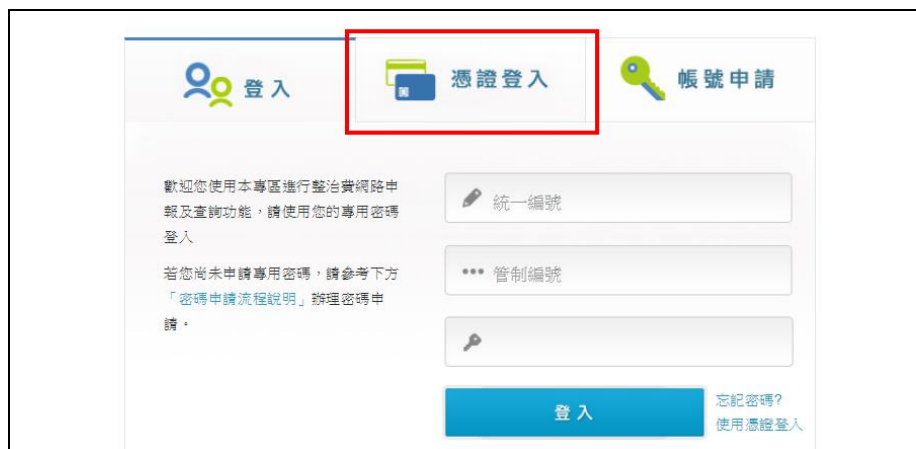 登入
憑證登入
帳號申請
歡迎您使用本專區進行整治費網路申
報及查詢功能，請使用您的專用密碼
登入
若您尚未申請專用密碼，請參考下方
「密碼申請流程說明」辦理密碼申
請。
統一編號
管制編號
登入
忘記密碼?
使用憑證登入